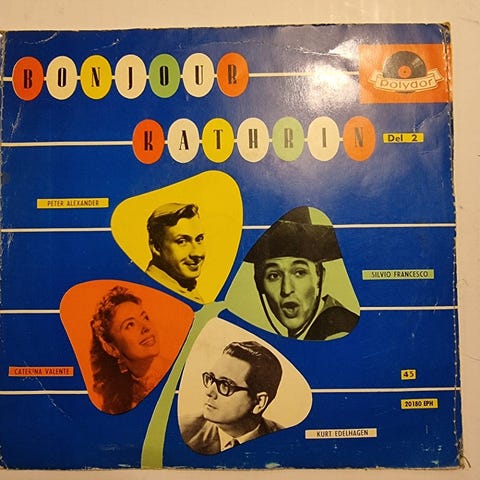 BONJOUR
polydor
KATHRIN
Del 2
PETER ALEXANDER
SILVIO FRANCESCO
CATERINA VALENTE
45
20180 EPH
KURT EDELHAGEN